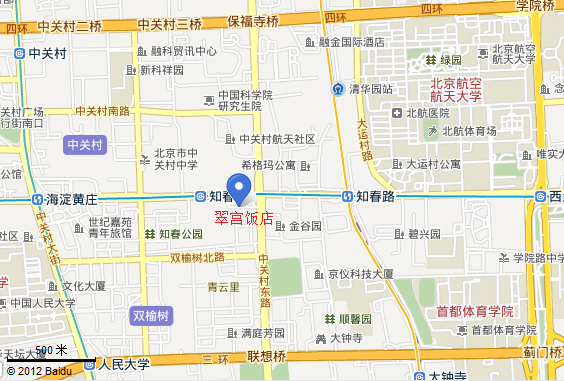 中关村二桥
四环
中关村三桥
保福寺桥
四环
学院桥
中关村
融科贸讯中心
融金国际酒店
绿园
北京航空
航天大学
新科祥园
清华园站
北京航空
航天大学
中国科学院
研究生院
中关村南路
北航医院
中关村航天社区
大运村路
北航体育场
中关村
北京市中
关村中学
希格玛公寓
大运村公寓
唯实大
公馆
海淀黄庄
知春
知春路
西
翠宫饭店
世纪嘉苑
青年旅馆
知春公园
金谷园
碧兴园
中关村大街
双榆树北路
中关村东路
京仪科技大厦
学院路中
文化大厦
青云里
中国人民大学
双榆树
顺馨园
首都体育学院
满庭芳园
大钟寺
首都体育学院
500 米
人民大学
三环
联想桥
蓟门桥
大钟寺
© 2012 Baidu